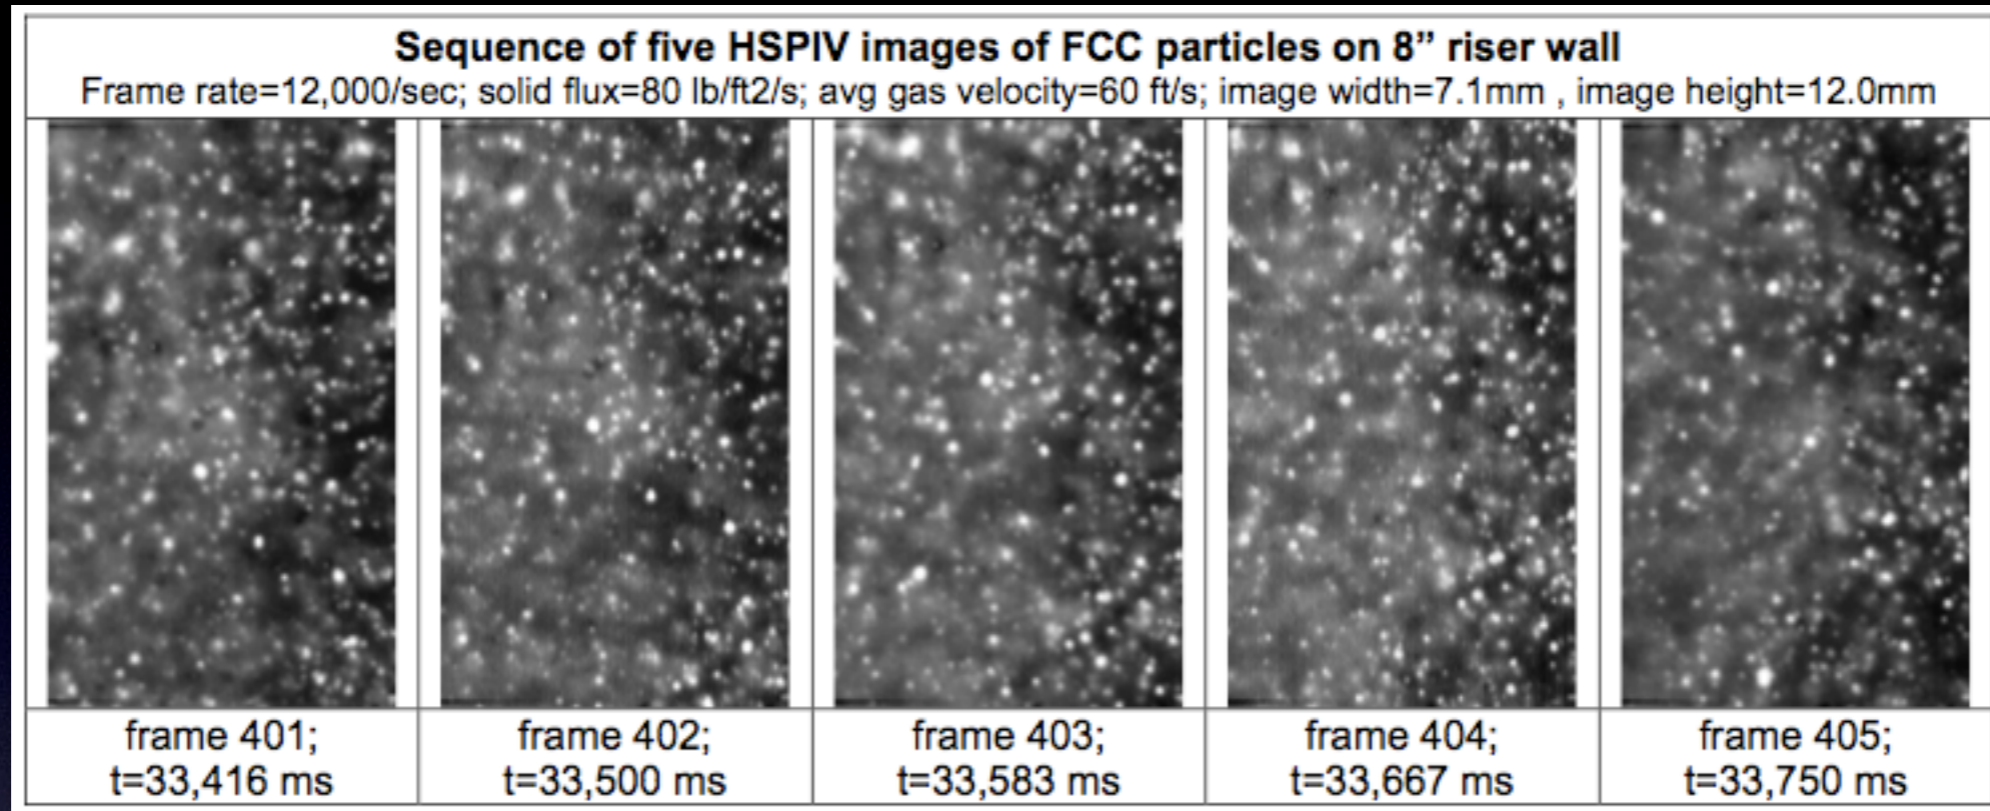 Sequence of five HSPIV images of FCC particles on 8” riser wall
Frame rate=12,000/sec; solid flux=80 lb/ft2/s; avg gas velocity=60 ft/s; image width=7.1mm , image height=12.0mm
frame 401;
t=33,416 ms
frame 402;
t=33,500 ms
frame 403;
t=33,583 ms
frame 404;
t=33,667 ms
frame 405;
t=33,750 ms